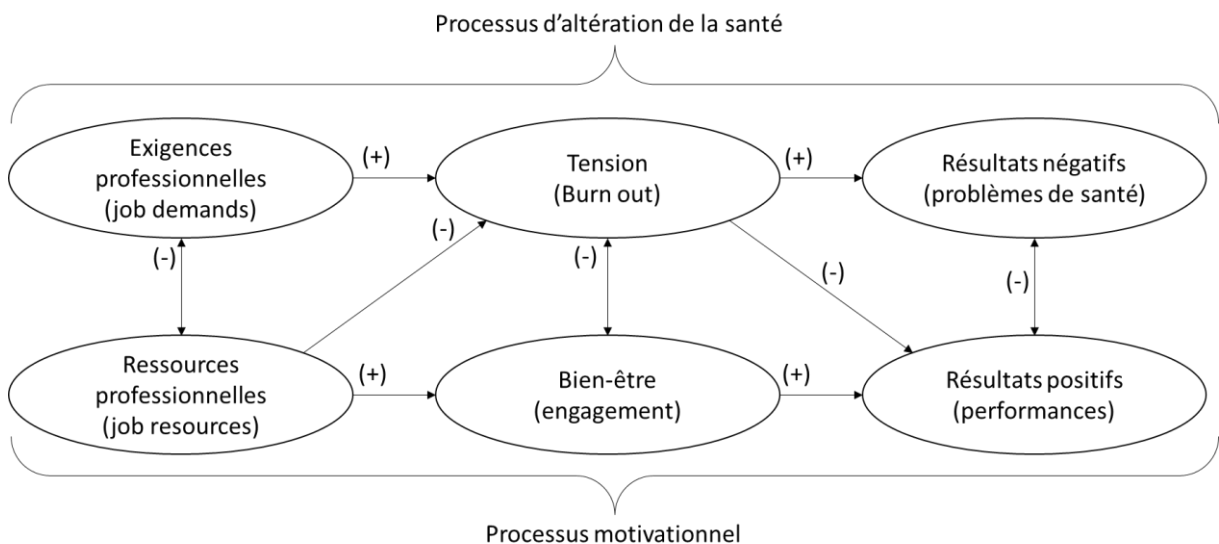 Processus d'altération de la santé
Exigences
professionnelles
(job demands)
(+)
Tension
(Burn out)
(+)
Résultats négatifs
(problèmes de santé)
(-)
(-)
(-)
(-)
(-)
Ressources
professionnelles
(job resources)
(+)
Bien-être
(engagement)
(+)
Résultats positifs
(performances)
Processus motivationnel